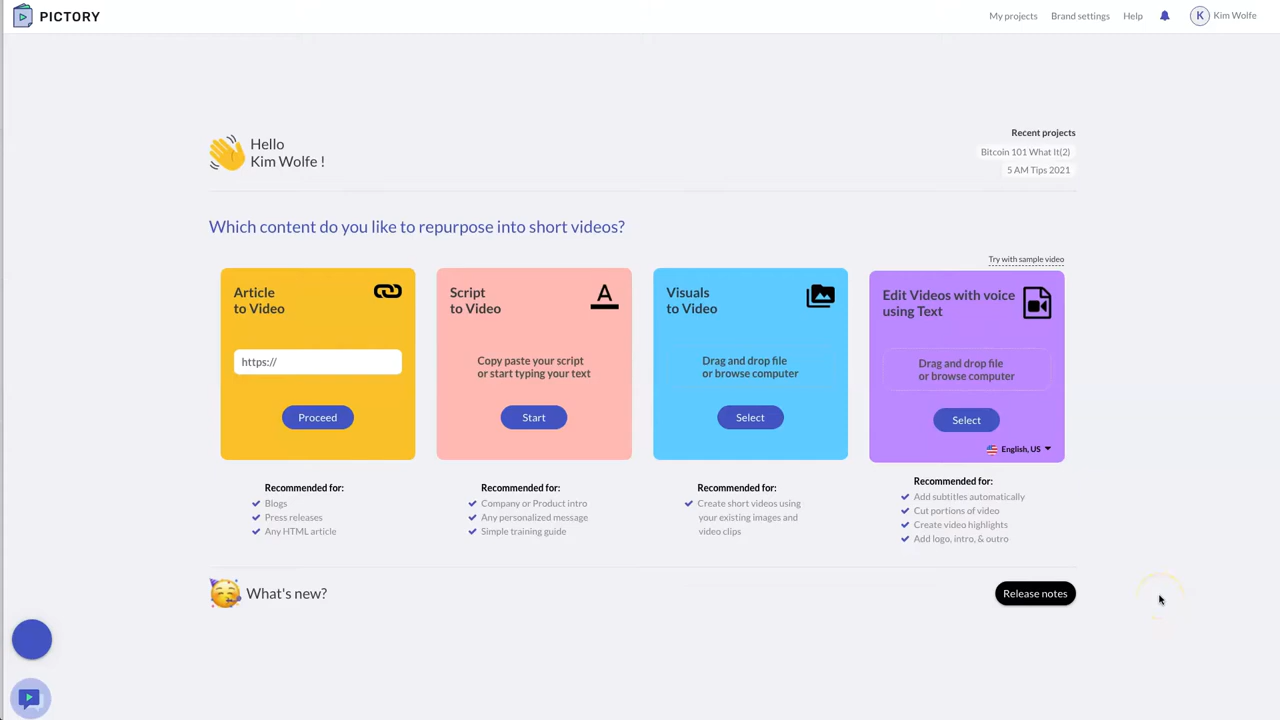 PICTORY
My projects
Brand settings
Help
K
Kim Wolfe
Hello
Kim Wolfe !
Recent projects
Bitcoin 101 What It(2)
5 AM Tips 2021
Which content do you like to repurpose into short videos?
Try with sample video
Article
to Video
https://
Proceed
Recommended for:
Blogs
Press releases
Any HTML article
Script
to Video
A
Copy paste your script
or start typing your text
Start
Recommended for:
Company or Product intro
Any personalized message
Simple training guide
Visuals
to Video
Drag and drop file
or browse computer
Select
Recommended for:
Create short videos using
your existing images and
video clips
Edit Videos with voice
using Text
Drag and drop file
or browse computer
Select
English, US
Recommended for:
Add subtitles automatically
Cut portions of video
Create video highlights
Add logo, intro, & outro
What's new?
Release notes